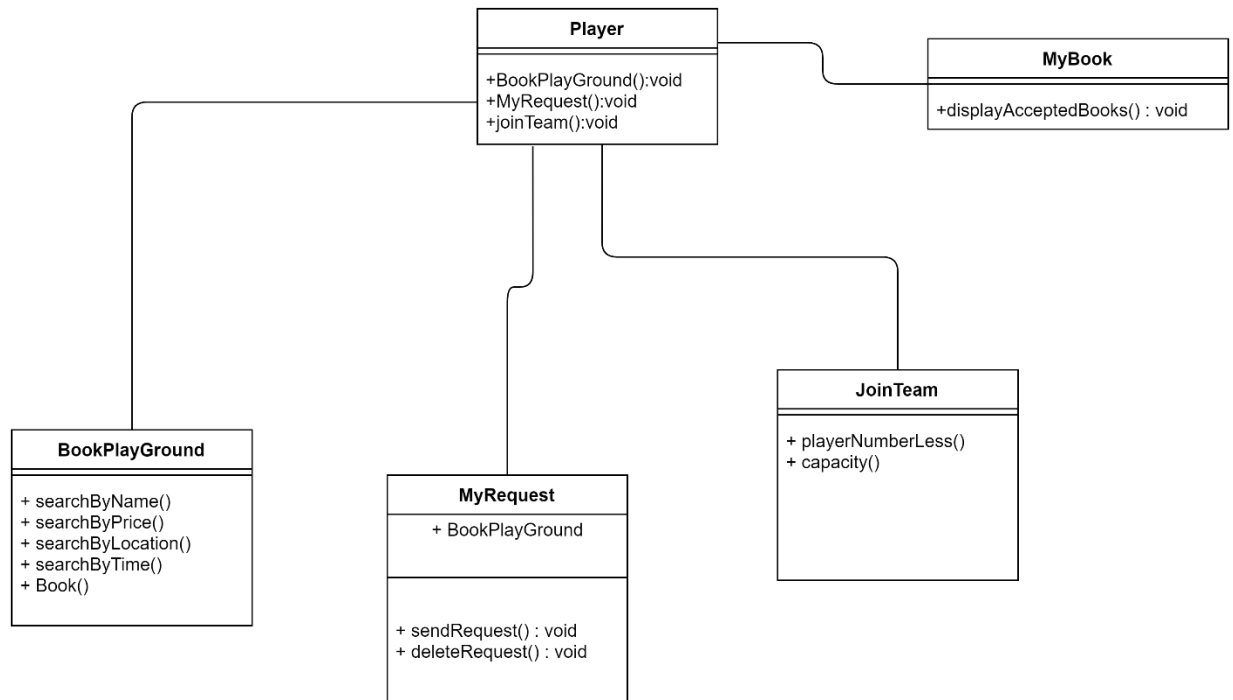 Player
+BookPlayGround():void
+MyRequest():void
+joinTeam():void
MyBook
+displayAcceptedBooks() : void
BookPlayGround
+ searchByName()
+ searchByPrice()
+ searchByLocation()
+ searchByTime()
+ Book()
MyRequest
+ BookPlayGround
+ sendRequest() : void
+ deleteRequest() : void
JoinTeam
+ playerNumberLess()
+ capacity()